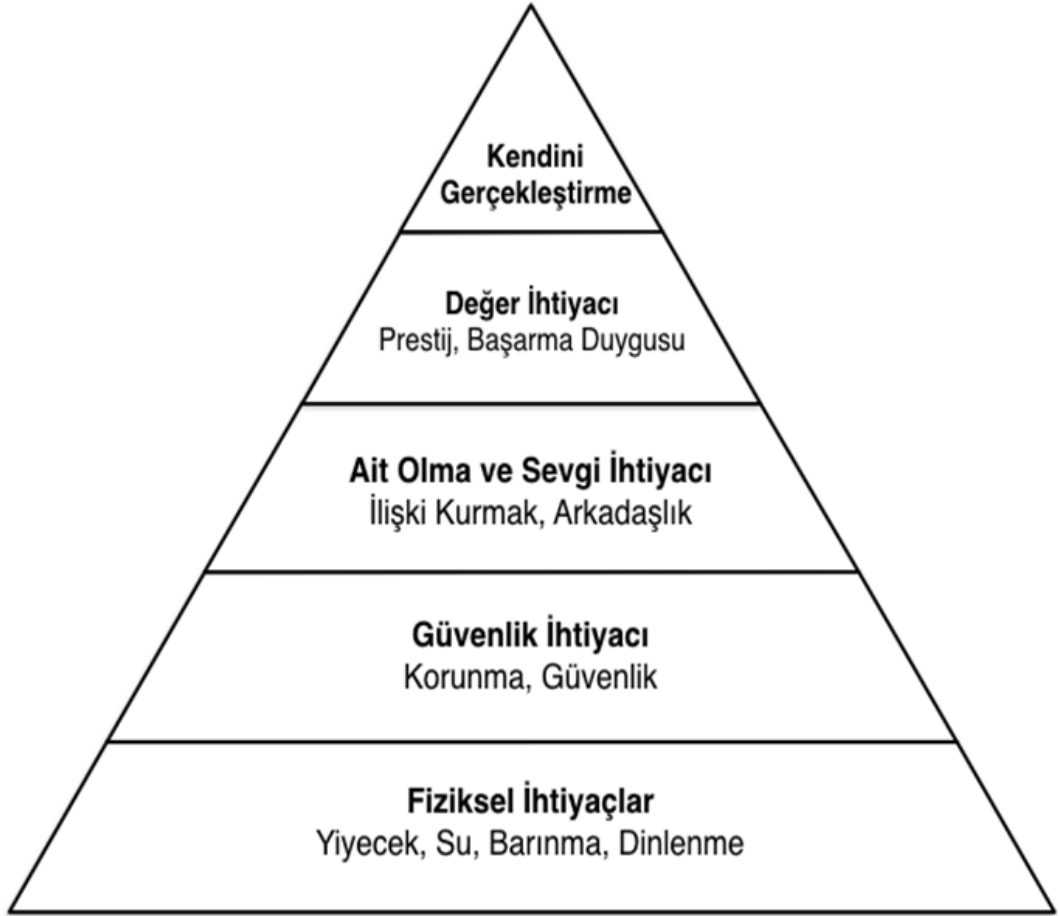 Kendini
Gerçekleştirme
Değer İhtiyacı
Prestij, Başarma Duygusu
Ait Olma ve Sevgi İhtiyacı
İlişki Kurmak, Arkadaşlık
Güvenlik İhtiyacı
Korunma, Güvenlik
Fiziksel İhtiyaçlar
Yiyecek, Su, Barınma, Dinlenme